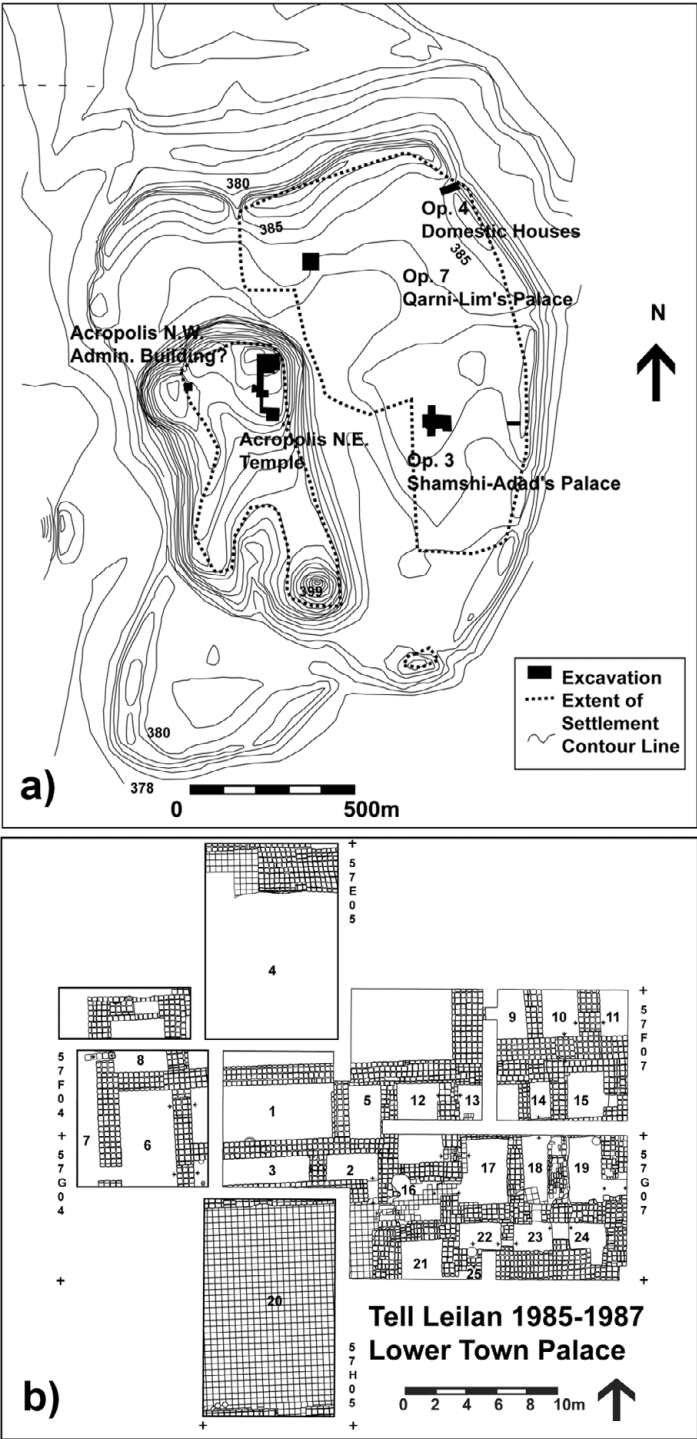 380
Op. 4
385
Domestic Houses
385
Op. 7
Qarni-Lim's Palace
N
Acropolis N.W.
Admin. Building?
Acropolis N.E.
Temple
Op. 3
Shamshi-Adad's Palace
399
Excavation
Extent of
Settlement
Contour Line
380
a)
378
0 500m
57E05
4
9 10 11
57F07
57F04
8
1 5 12 13 14 15
7 6
3 2
57G04
16 17 18 19
57G07
22 23 24
21 25
20
Tell Leilan 1985-1987
Lower Town Palace
57H05
b)
0 2 4 6 8 10m